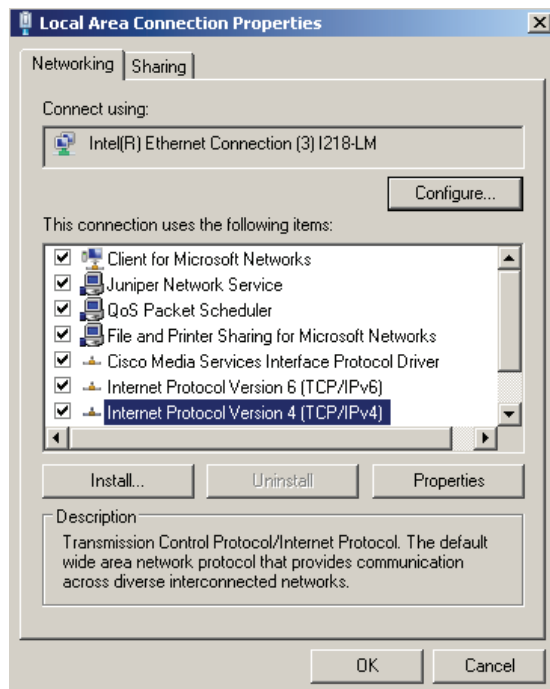 Local Area Connection Properties
Networking Sharing
Connect using:
Intel(R) Ethernet Connection (3) I218-LM
Configure...
This connection uses the following items:
Client for Microsoft Networks
Juniper Network Service
QoS Packet Scheduler
File and Printer Sharing for Microsoft Networks
Cisco Media Services Interface Protocol Driver
Internet Protocol Version 6 (TCP/IPv6)
Internet Protocol Version 4 (TCP/IPv4)
Install... Uninstall Properties
Description
Transmission Control Protocol/Internet Protocol. The default
wide area network protocol that provides communication
across diverse interconnected networks.
OK Cancel